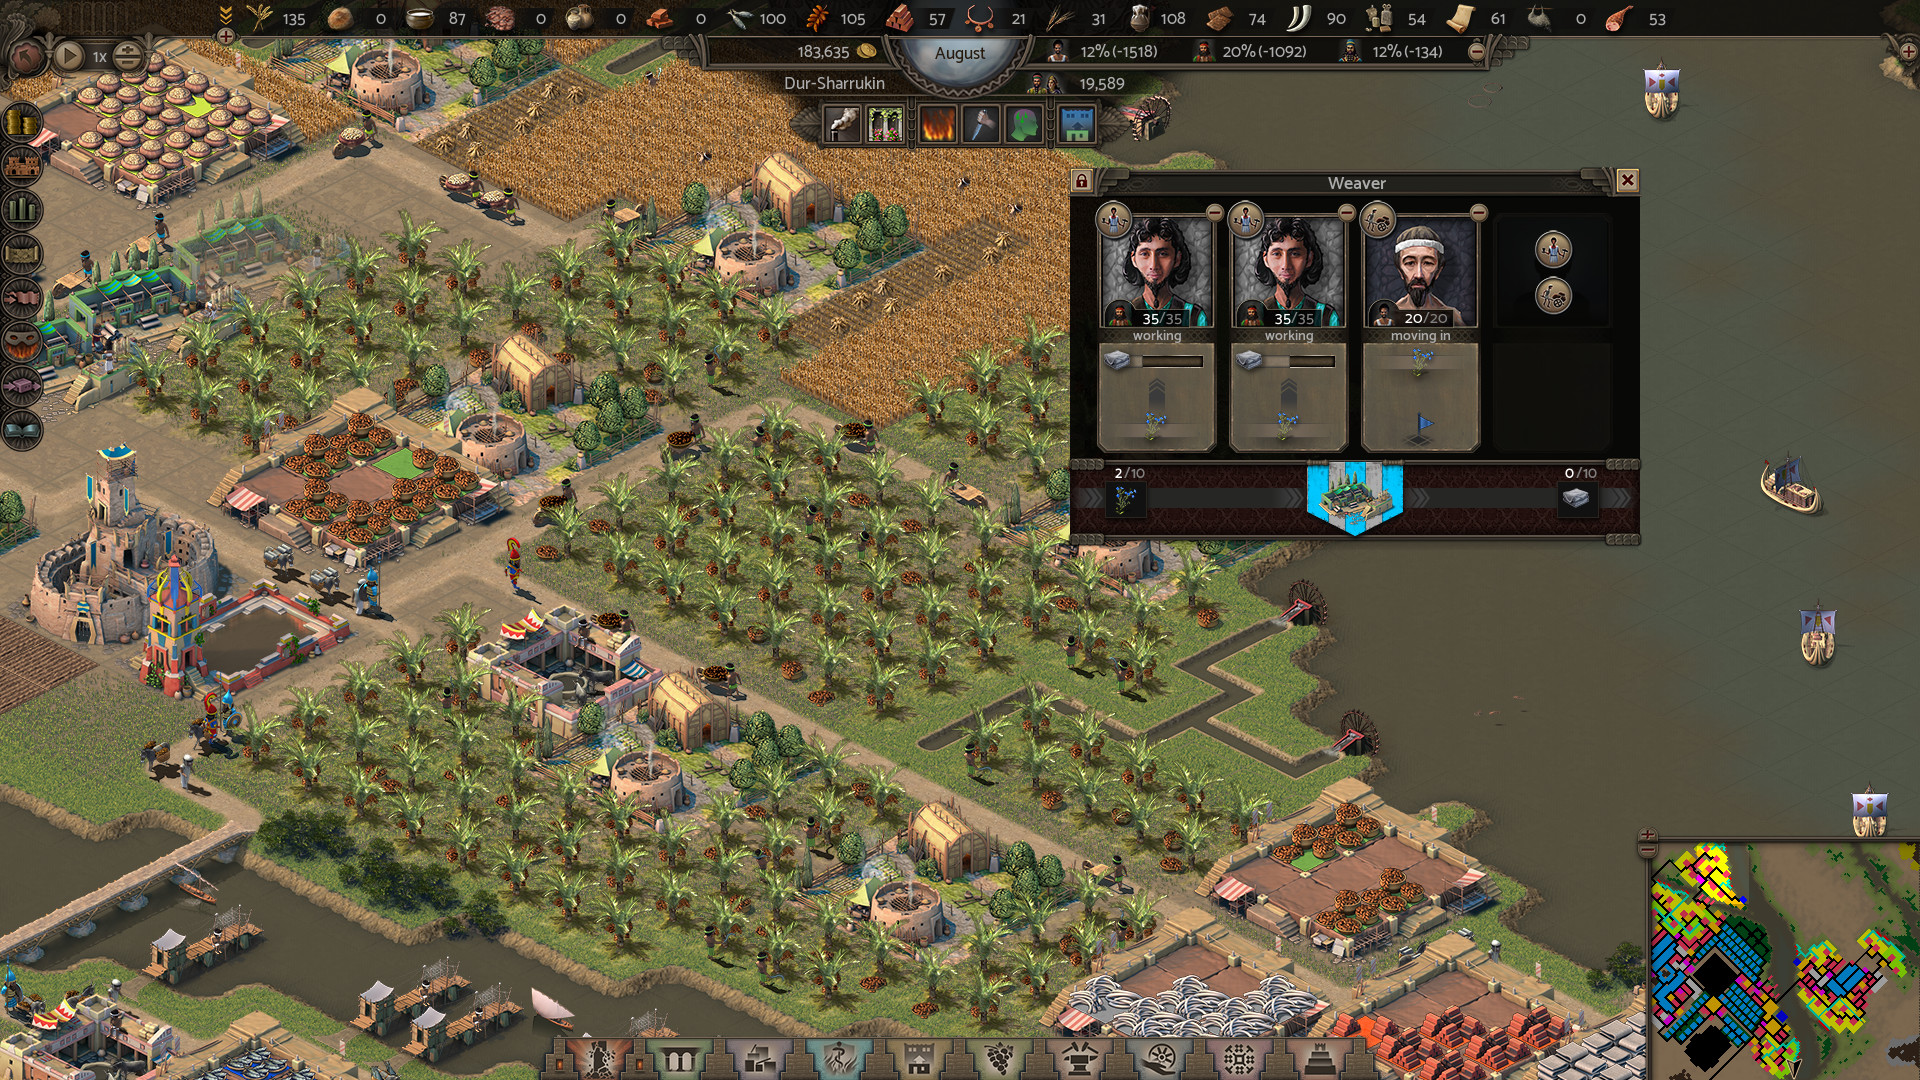 135 0 87 0 0 0 100 105 57 21 31 108 74 90 54 61 0 53
1x
183,635
August
12% (-1518) 20% (-1092) 12% (-134)
Dur-Sharrukin
19,589
Weaver
35/35 35/35 20/20
working working moving in
2/10 0/10